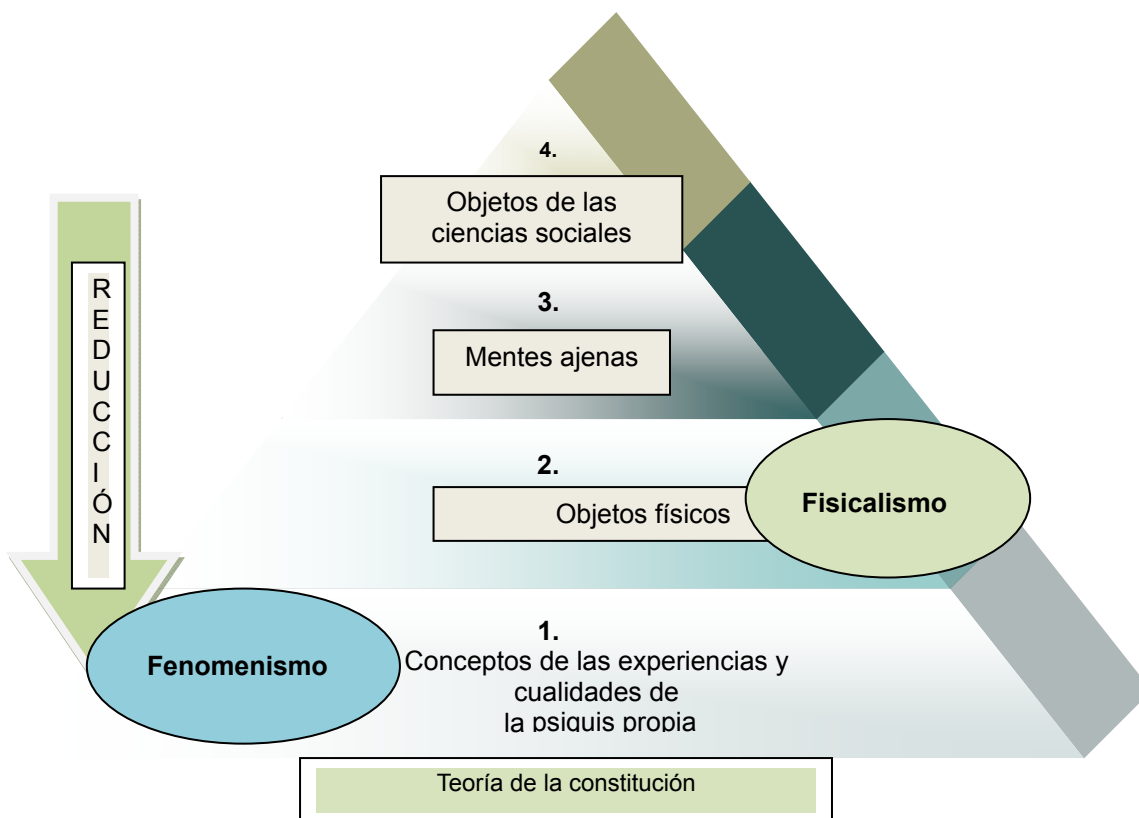 4.
Objetos de las
ciencias sociales
R
E
D
U
C
C
I
Ó
N
3.
Mentes ajenas
2.
Objetos físicos
Fisicalismo
1.
Fenomenismo
Conceptos de las experiencias y
cualidades de
la psiquis propia
Teoría de la constitución